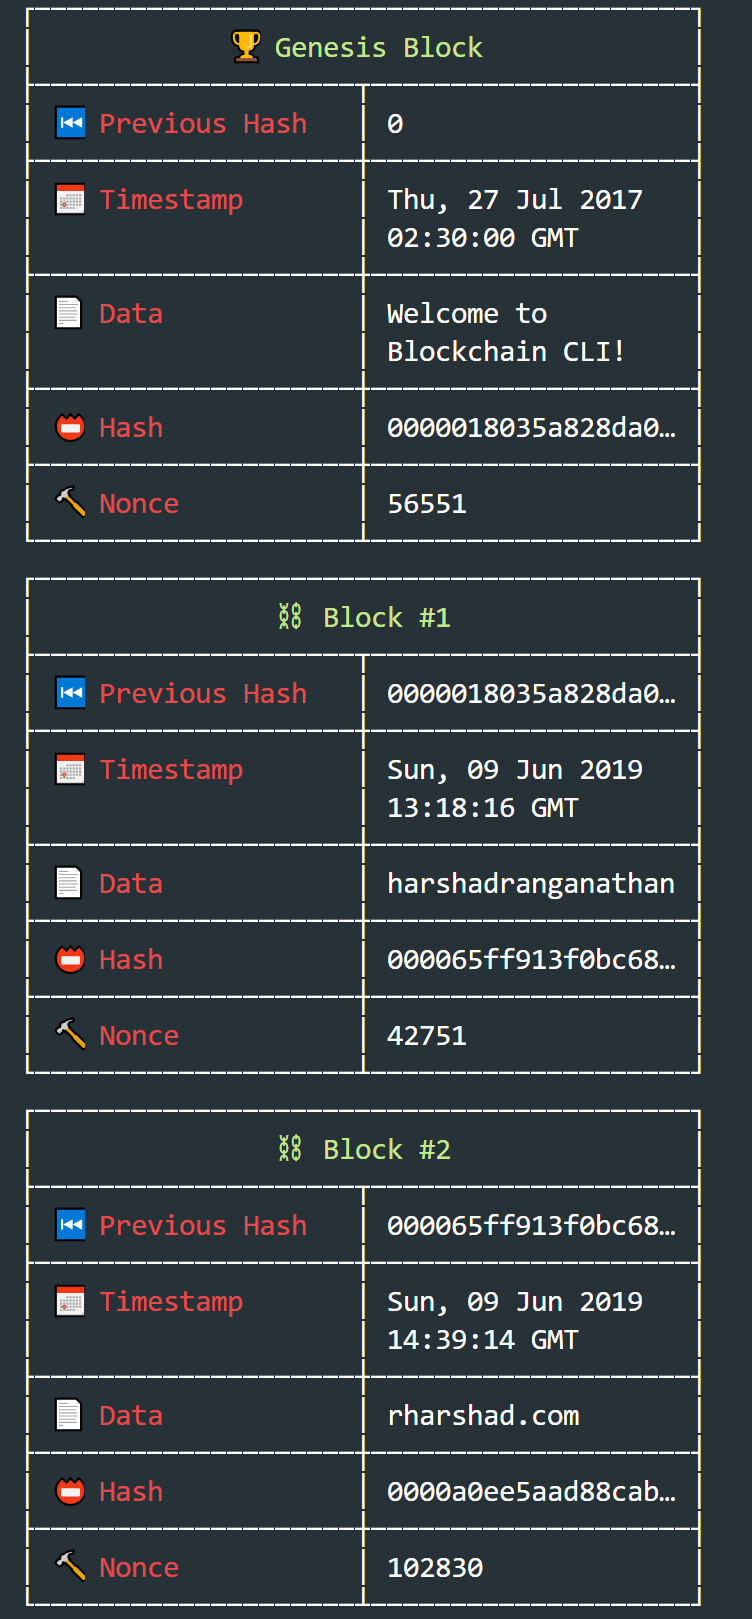 🏆 Genesis Block
⏮ Previous Hash 0
📅 Timestamp Thu, 27 Jul 2017
02:30:00 GMT
📄 Data Welcome to
Blockchain CLI!
📛 Hash 0000018035a828da0…
🔨 Nonce 56551
⛓ Block #1
⏮ Previous Hash 0000018035a828da0…
📅 Timestamp Sun, 09 Jun 2019
13:18:16 GMT
📄 Data harshadranganathan
📛 Hash 000065ff913f0bc68…
🔨 Nonce 42751
⛓ Block #2
⏮ Previous Hash 000065ff913f0bc68…
📅 Timestamp Sun, 09 Jun 2019
14:39:14 GMT
📄 Data rharshad.com
📛 Hash 0000a0ee5aad88cab…
🔨 Nonce 102830